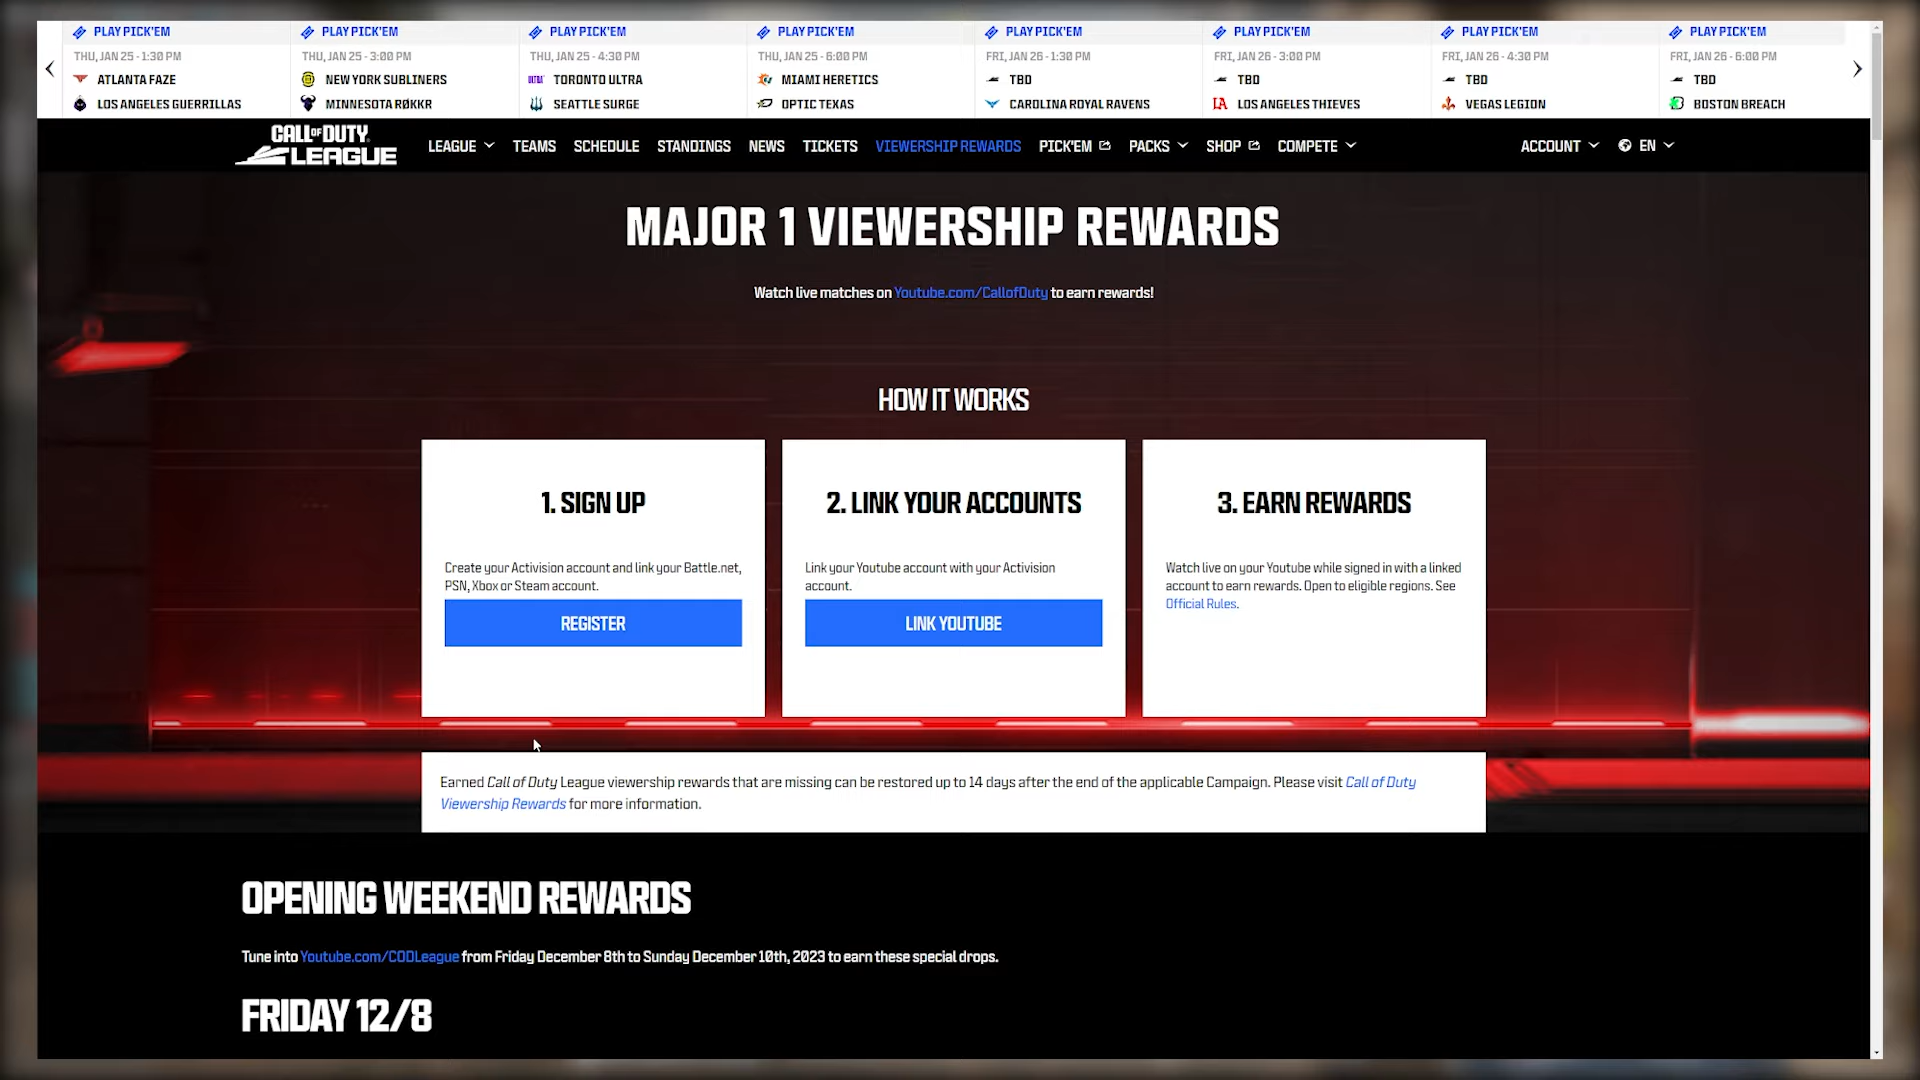 PLAY PICK'EM
THU, JAN 25 - 1:30 PM
ATLANTA FAZE
LOS ANGELES GUERRILLAS
PLAY PICK'EM
THU, JAN 25 - 3:00 PM
NEW YORK SUBLINERS
MINNESOTA RØKKR
PLAY PICK'EM
THU, JAN 25 - 4:30 PM
ULTRA
TORONTO ULTRA
SEATTLE SURGE
PLAY PICK'EM
THU, JAN 25 - 6:00 PM
MIAMI HERETICS
OPTIC TEXAS
PLAY PICK'EM
FRI, JAN 26 - 1:30 PM
TBD
CAROLINA ROYAL RAVENS
PLAY PICK'EM
FRI, JAN 26 - 3:00 PM
TBD
LA
LOS ANGELES THIEVES
PLAY PICK'EM
FRI, JAN 26 - 4:30 PM
TBD
VEGAS LEGION
PLAY PICK'EM
FRI, JAN 26 - 6:00 PM
TBD
BOSTON BREACH
CALL OF DUTY
LEAGUE
LEAGUE TEAMS SCHEDULE STANDINGS NEWS TICKETS VIEWERSHIP REWARDS PICK'EM PACKS SHOP COMPETE ACCOUNT EN
MAJOR 1 VIEWERSHIP REWARDS
Watch live matches on Youtube.com/CallofDuty to earn rewards!
HOW IT WORKS
1. SIGN UP
Create your Activision account and link your Battle.net,
PSN, Xbox or Steam account.
REGISTER
2. LINK YOUR ACCOUNTS
Link your Youtube account with your Activision
account.
LINK YOUTUBE
3. EARN REWARDS
Watch live on your Youtube while signed in with a linked
account to earn rewards. Open to eligible regions. See
Official Rules.
Earned Call of Duty League viewership rewards that are missing can be restored up to 14 days after the end of the applicable Campaign. Please visit Call of Duty
Viewership Rewards for more information.
OPENING WEEKEND REWARDS
Tune into Youtube.com/CODLeague from Friday December 8th to Sunday December 10th, 2023 to earn these special drops.
FRIDAY 12/8